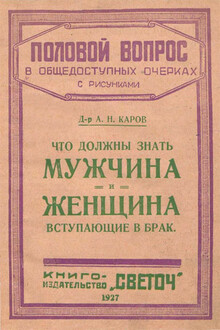 ПОЛОВОЙ ВОПРОС
В ОБЩЕДОСТУПНЫХ ОЧЕРКАХ
С РИСУНКАМИ
Д-р А. Н. КАРОВ
ЧТО ДОЛЖНЫ ЗНАТЬ
МУЖЧИНА
= И =
ЖЕНЩИНА
ВСТУПАЮЩИЕ В БРАК.
КНИГО-
ИЗДАТЕЛЬСТВО „СВЕТОЧ"
1927